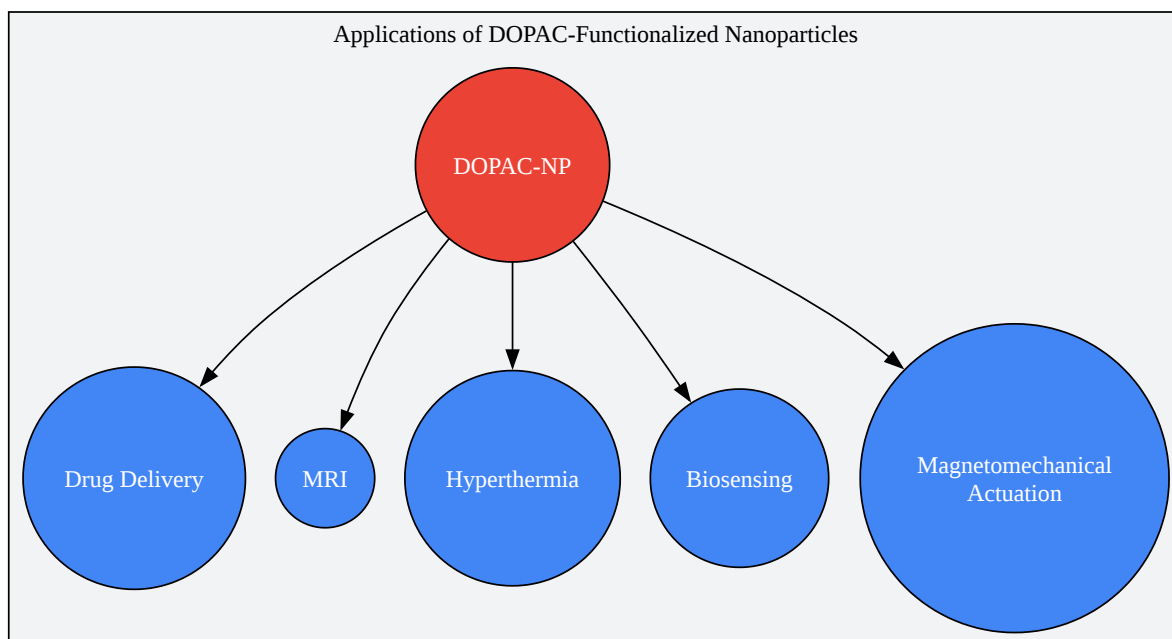 Applications of DOPAC-Functionalized Nanoparticles
DOPAC-NP
Drug Delivery
MRI
Hyperthermia
Biosensing
Magnetomechanical
Actuation